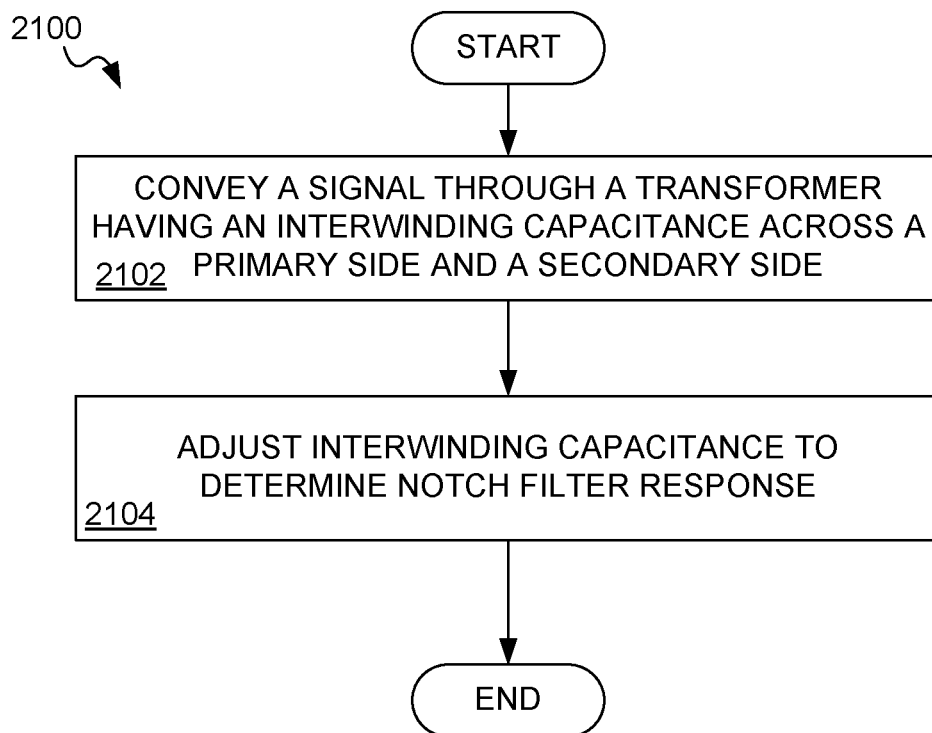 2100
START
CONVEY A SIGNAL THROUGH A TRANSFORMER
HAVING AN INTERWINDING CAPACITANCE ACROSS A
PRIMARY SIDE AND A SECONDARY SIDE
2102
ADJUST INTERWINDING CAPACITANCE TO
DETERMINE NOTCH FILTER RESPONSE
2104
END